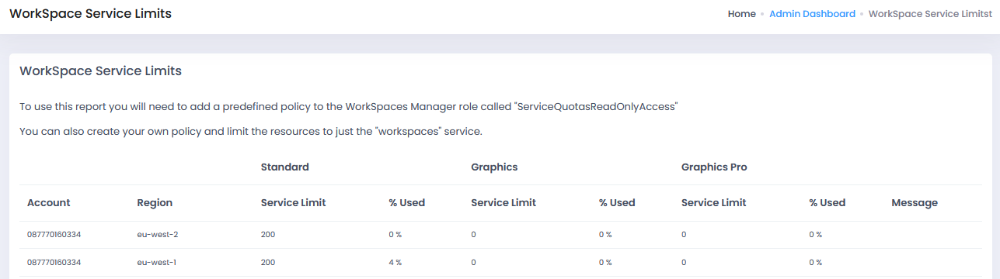 WorkSpace Service Limits
Home • Admin Dashboard • WorkSpace Service Limitst
WorkSpace Service Limits
To use this report you will need to add a predefined policy to the WorkSpaces Manager role called "ServiceQuotasReadOnlyAccess"
You can also create your own policy and limit the resources to just the "workspaces" service.
Standard Graphics Graphics Pro
Account Region Service Limit % Used Service Limit % Used Service Limit % Used Message
087770160334 eu-west-2 200 0 % 0 0 % 0 0 %
087770160334 eu-west-1 200 4 % 0 0 % 0 0 %